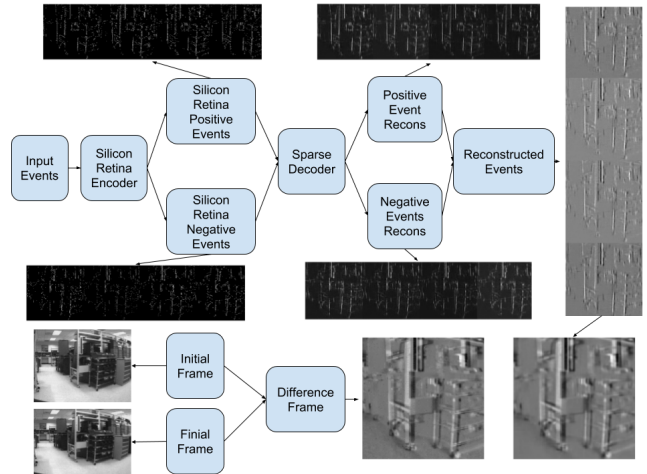 Input
Events
Silicon
Retina
Encoder
Silicon
Retina
Positive
Events
Silicon
Retina
Negative
Events
Sparse
Decoder
Positive
Event
Recons
Negative
Events
Recons
Reconstructed
Events
Initial
Frame
Finial
Frame
Difference
Frame